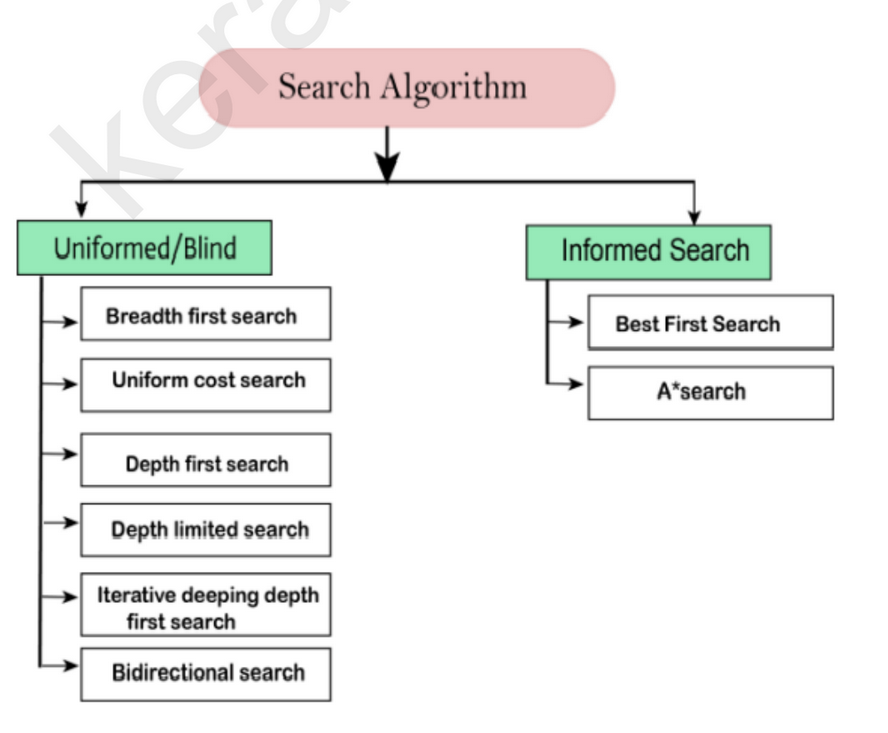 kera
Search Algorithm
Uniformed/Blind
Breadth first search
Uniform cost search
Depth first search
Depth limited search
Iterative deeping depth
first search
Bidirectional search
Informed Search
Best First Search
A*search